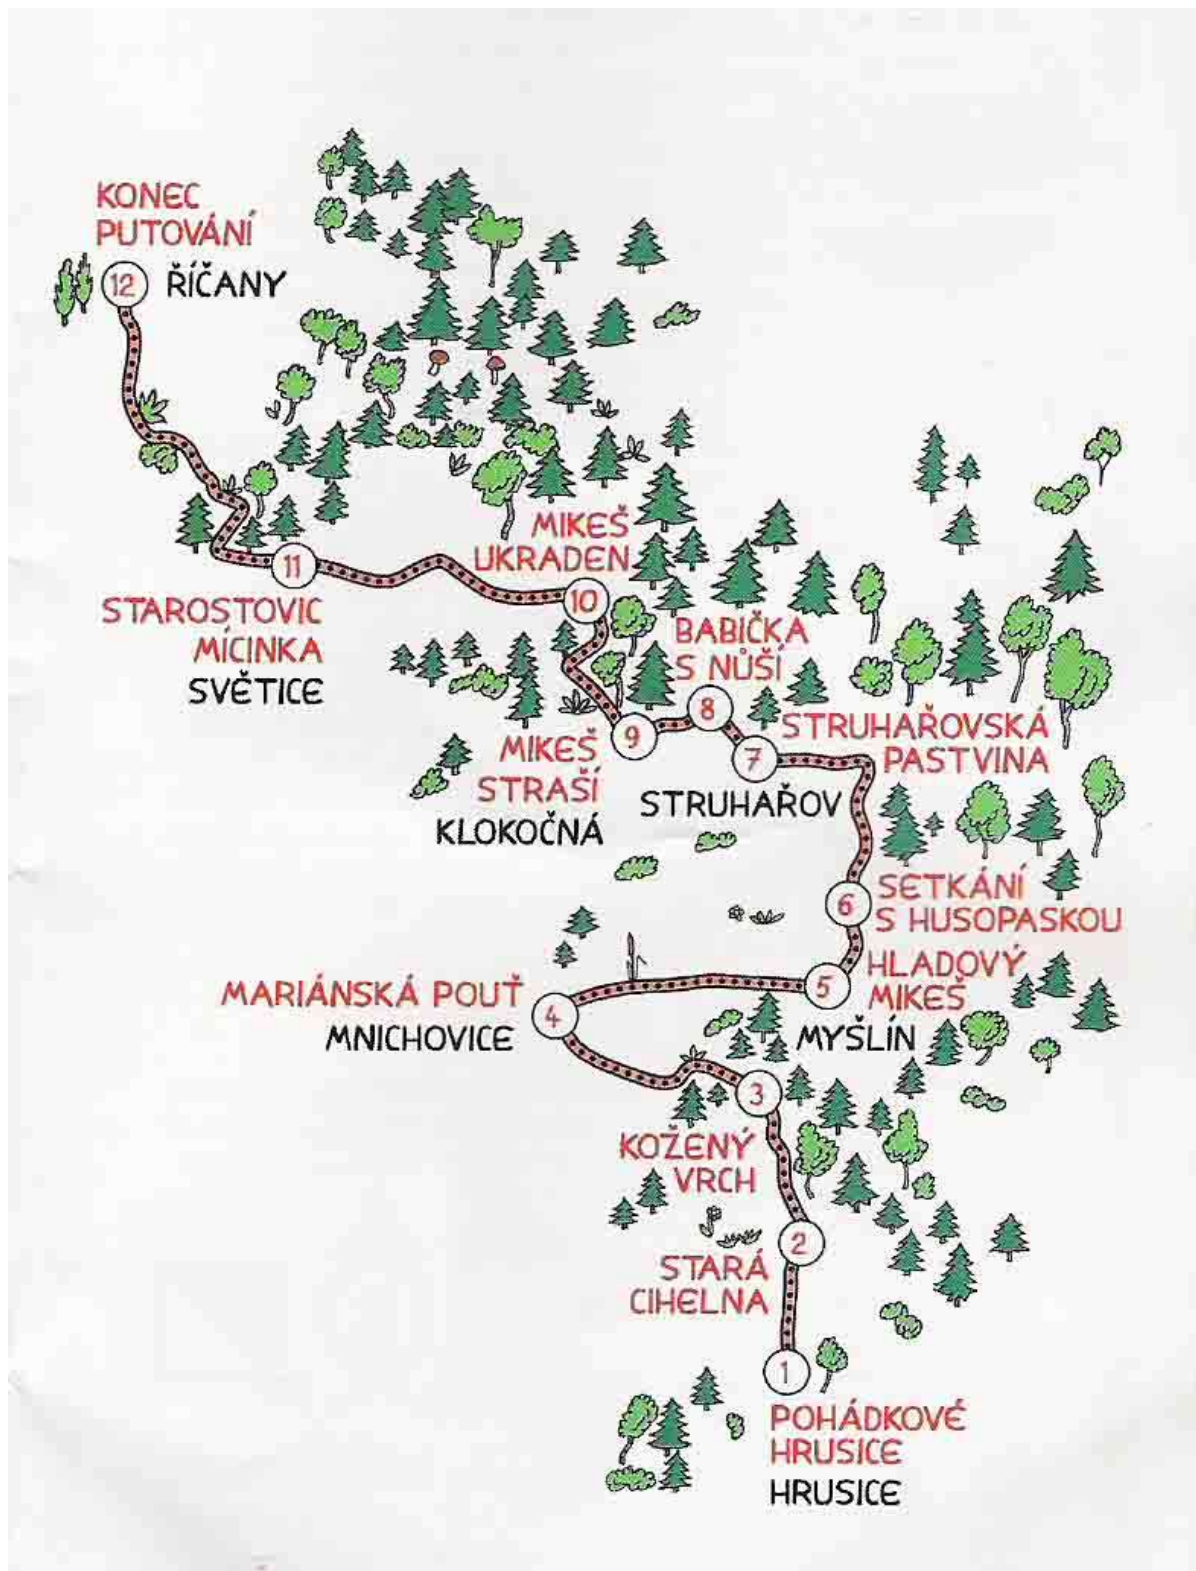 KONEC
PUTOVÁNÍ
12
ŘÍČANY
11
STAROSTOVIC
MÍCINKA
SVĚTICE
MIKEŠ
UKRADEN
10
BABIČKA
S NŮŠÍ
8
9
MIKEŠ
STRAŠÍ
KLOKOČNÁ
7
STRUHAŘOVSKÁ
PASTVINA
STRUHAŘOV
6
SETKÁNÍ
S HUSOPASKOU
5
HLADOVÝ
MIKEŠ
MYŠLÍN
MARIÁNSKÁ POUŤ
4
MNICHOVICE
3
KOŽENÝ
VRCH
2
STARÁ
CIHELNA
1
POHÁDKOVÉ
HRUSICE
HRUSICE